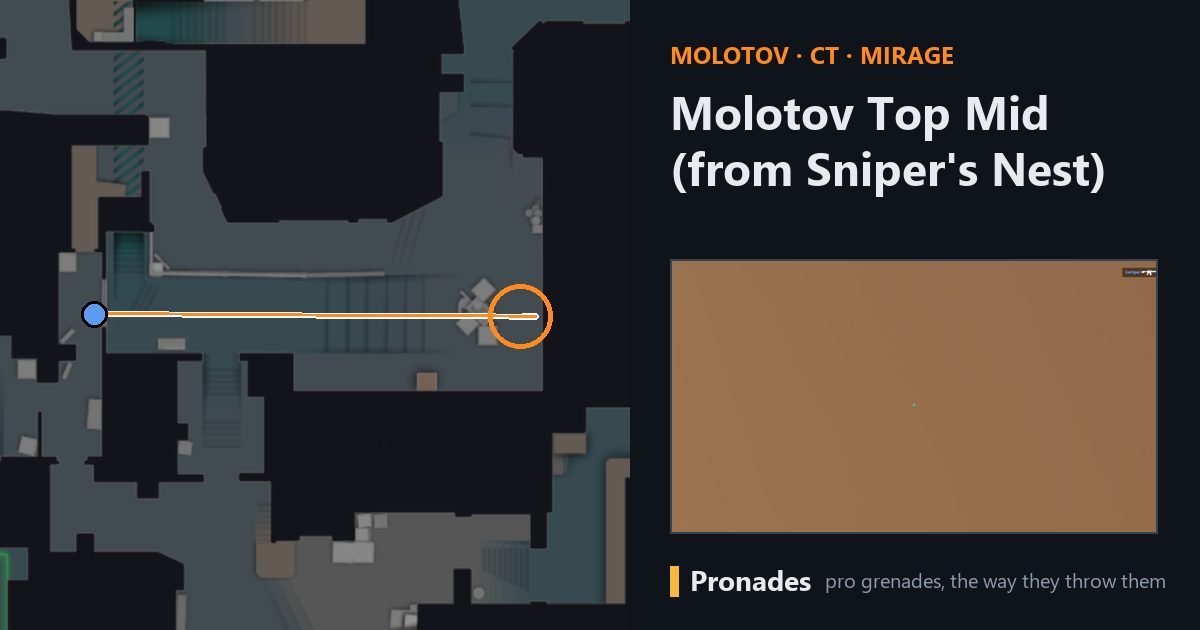 MOLOTOV · CT · MIRAGE
Molotov Top Mid
(from Sniper's Nest)
Pronades pro grenades, the way they throw them